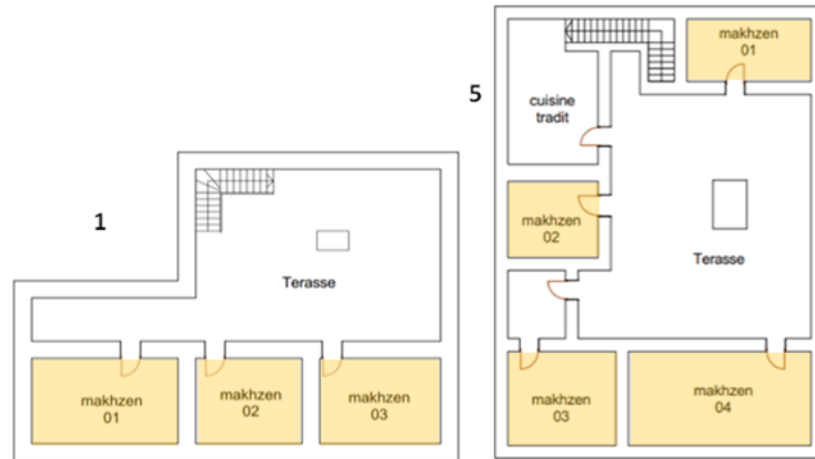 1
Terasse
makhzen
01
makhzen
02
makhzen
03
5
makhzen
01
cuisine
tradit
makhzen
02
Terasse
makhzen
03
makhzen
04